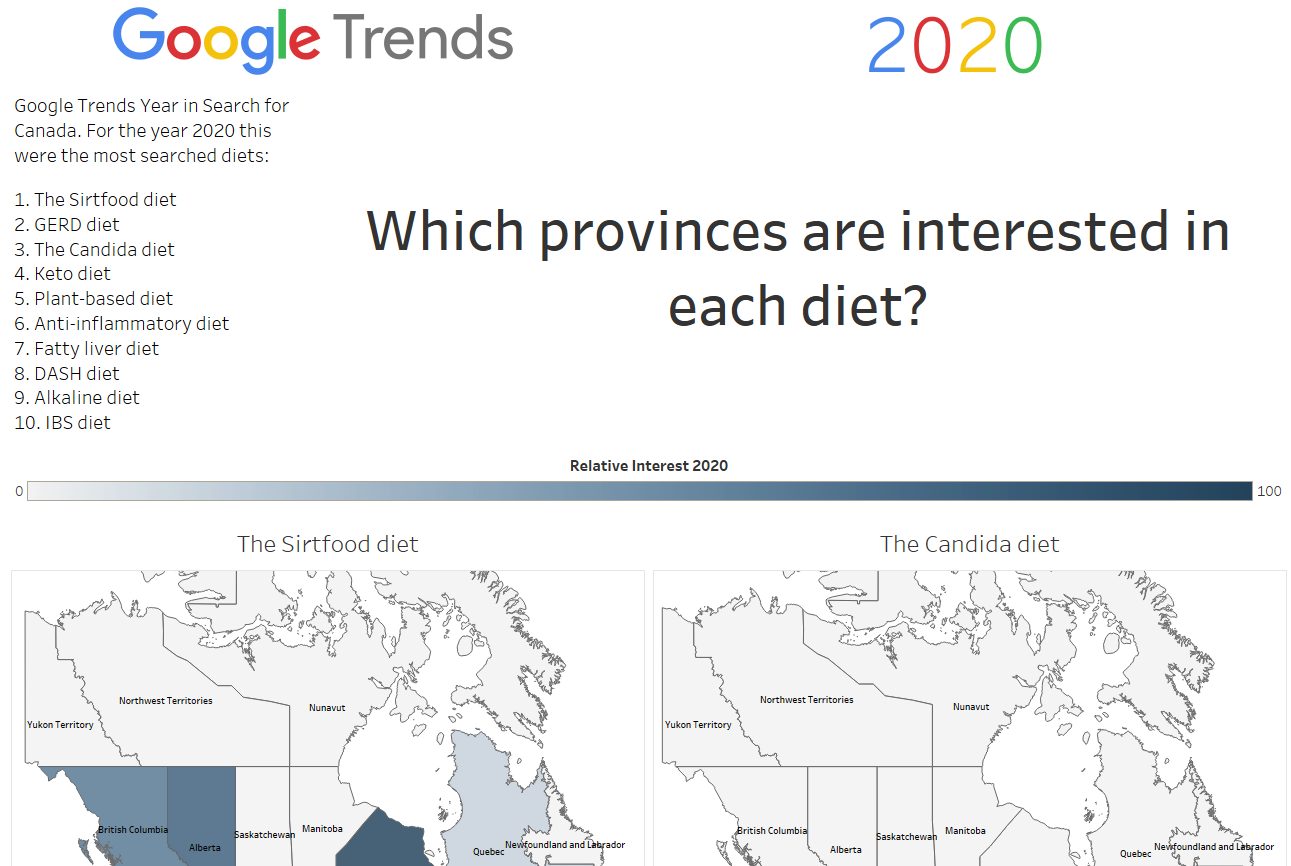 Google Trends
2020
Google Trends Year in Search for
Canada. For the year 2020 this
were the most searched diets:
1. The Sirtfood diet
2. GERD diet
3. The Candida diet
4. Keto diet
5. Plant-based diet
6. Anti-inflammatory diet
7. Fatty liver diet
8. DASH diet
9. Alkaline diet
10. IBS diet
Which provinces are interested in
each diet?
Relative Interest 2020
0
100
The Sirtfood diet
Northwest Territories
Nunavut
Yukon Territory
British Columbia
Alberta
Saskatchewan
Manitoba
Quebec
Newfoundland and Labrador
The Candida diet
Northwest Territories
Nunavut
Yukon Territory
British Columbia
Alberta
Saskatchewan
Manitoba
Quebec
Newfoundland and Labrador